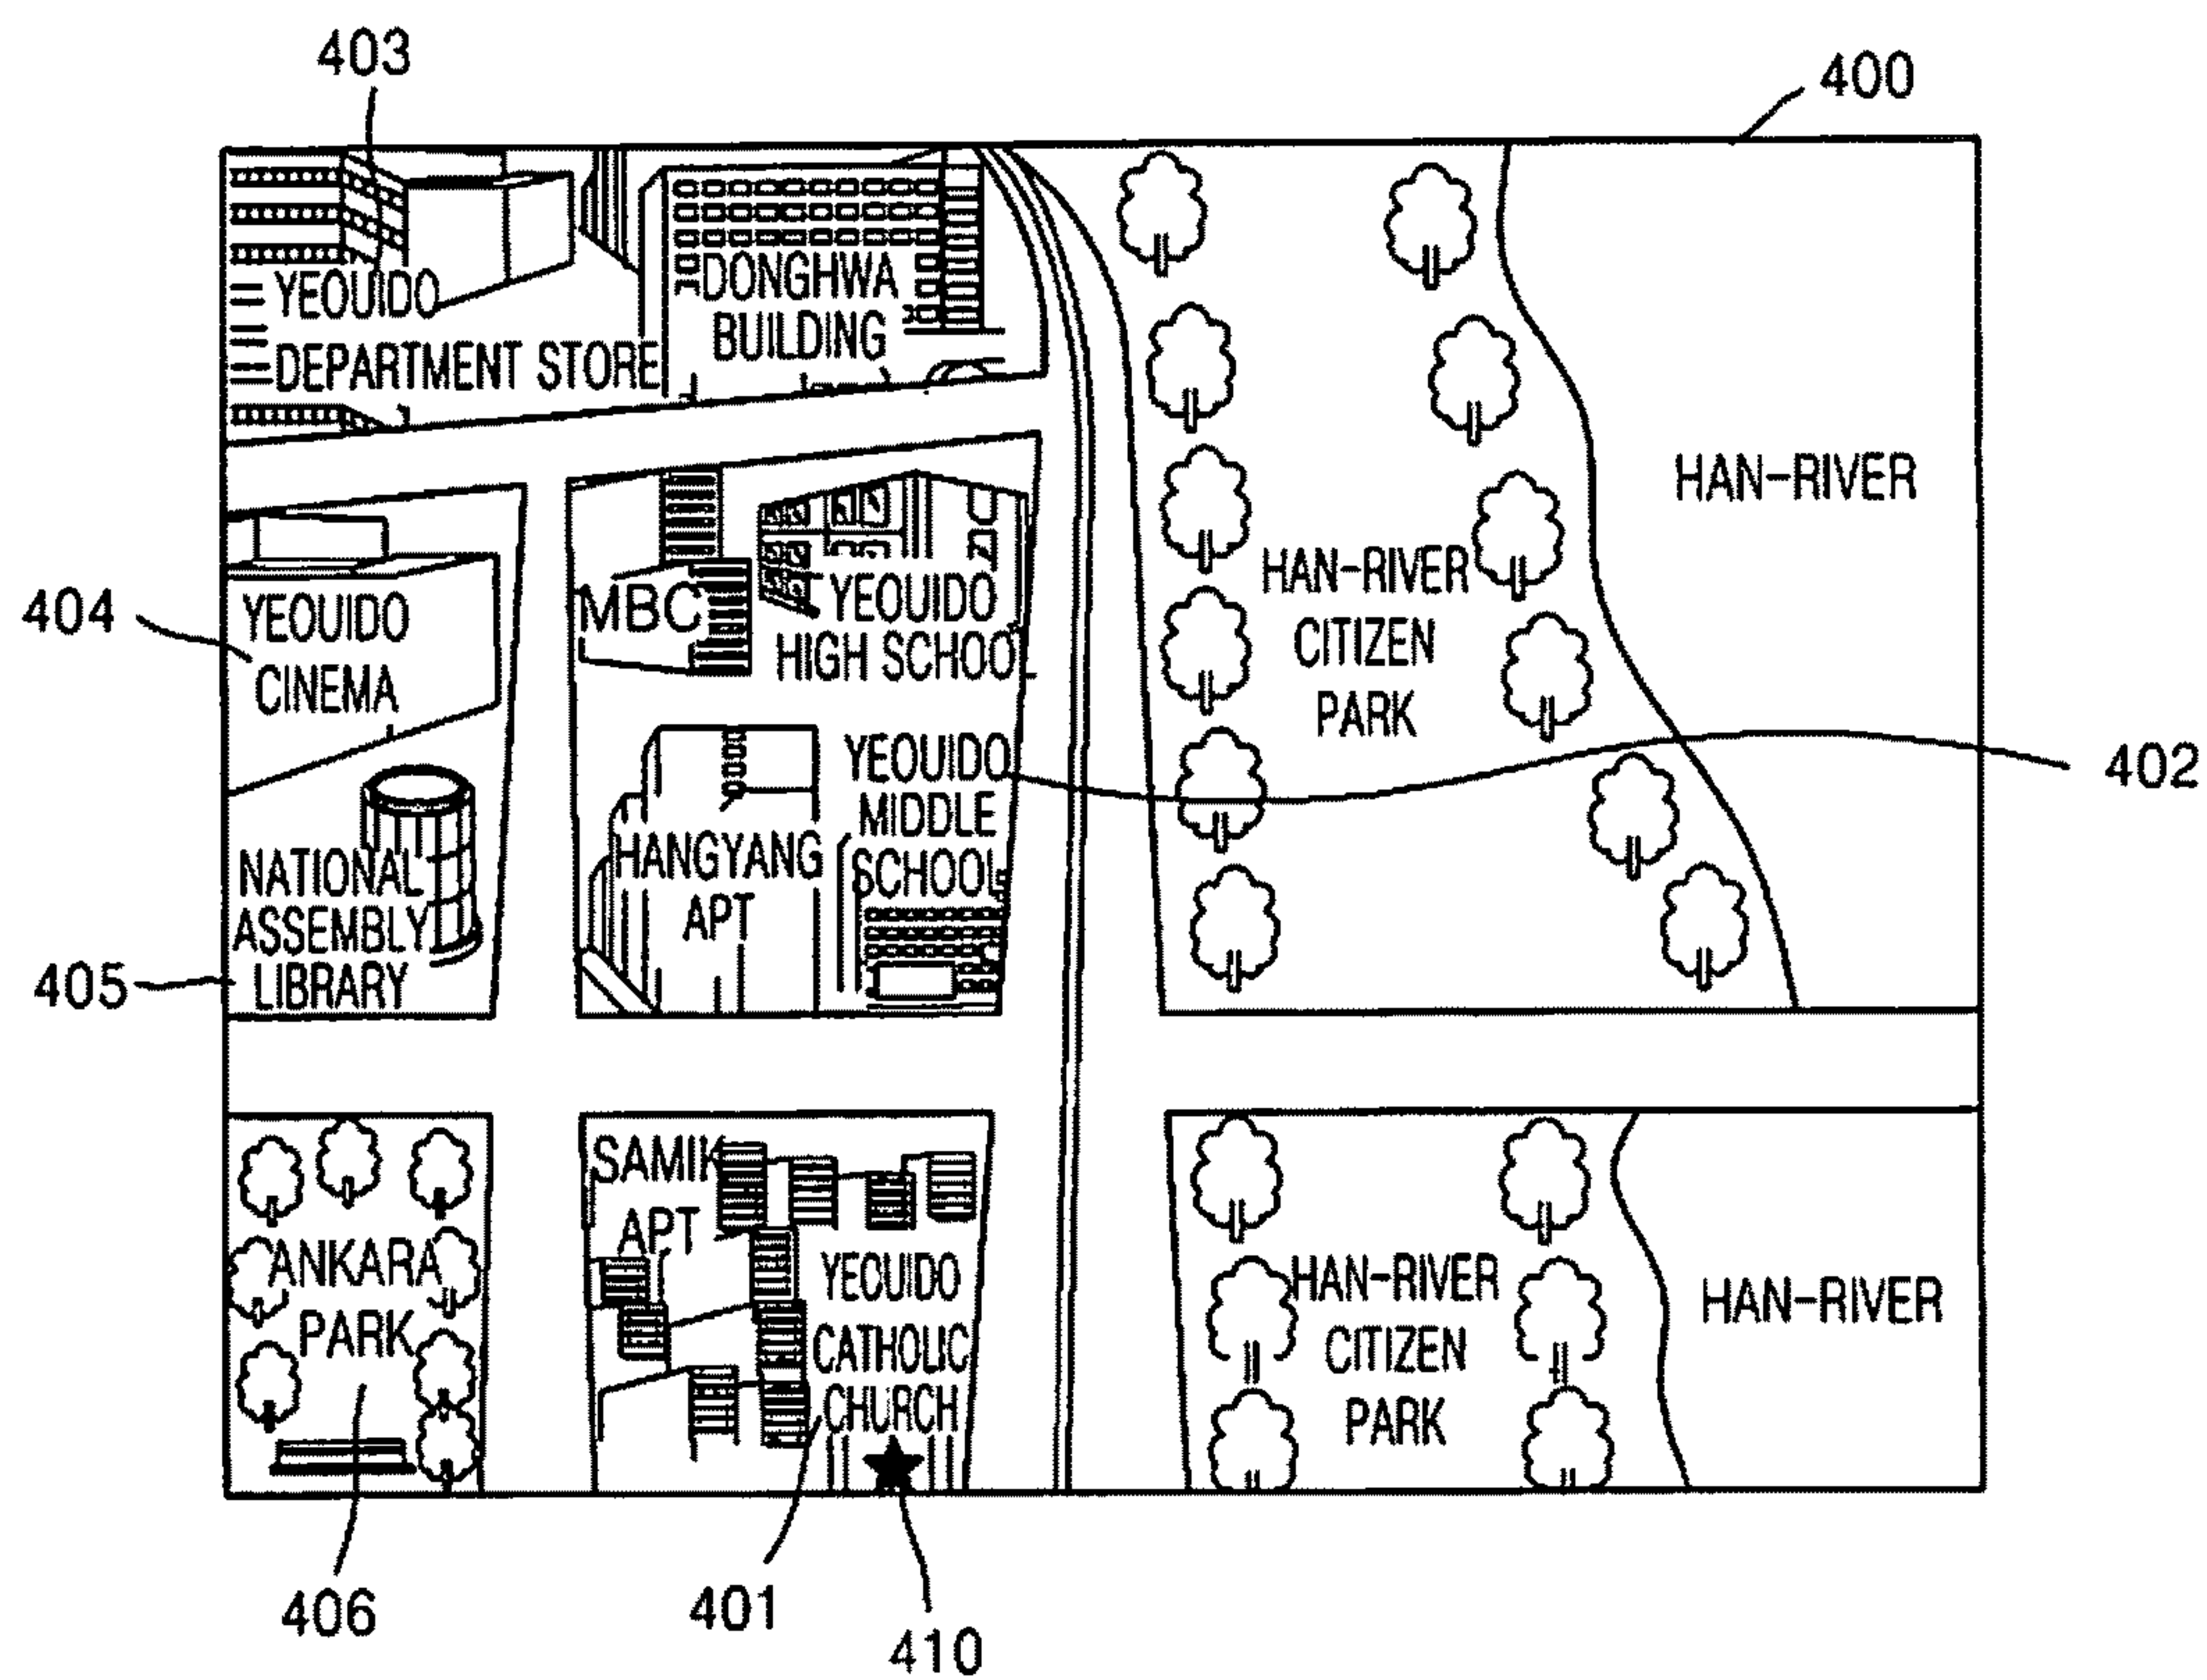 403
400
YEOUIDO
DEPARTMENT STORE
DONGHWA
BUILDING
HAN-RIVER
404
YEOUIDO
CINEMA
MBC
YEOUIDO
HIGH SCHOOL
HAN-RIVER
CITIZEN
PARK
402
YEOUIDO
MIDDLE
SCHOOL
HANGYANG
APT
NATIONAL
ASSEMBLY
LIBRARY
405
SAMIK
APT
ANKARA
PARK
YEOUIDO
CATHOLIC
CHURCH
HAN-RIVER
CITIZEN
PARK
HAN-RIVER
406
401
410